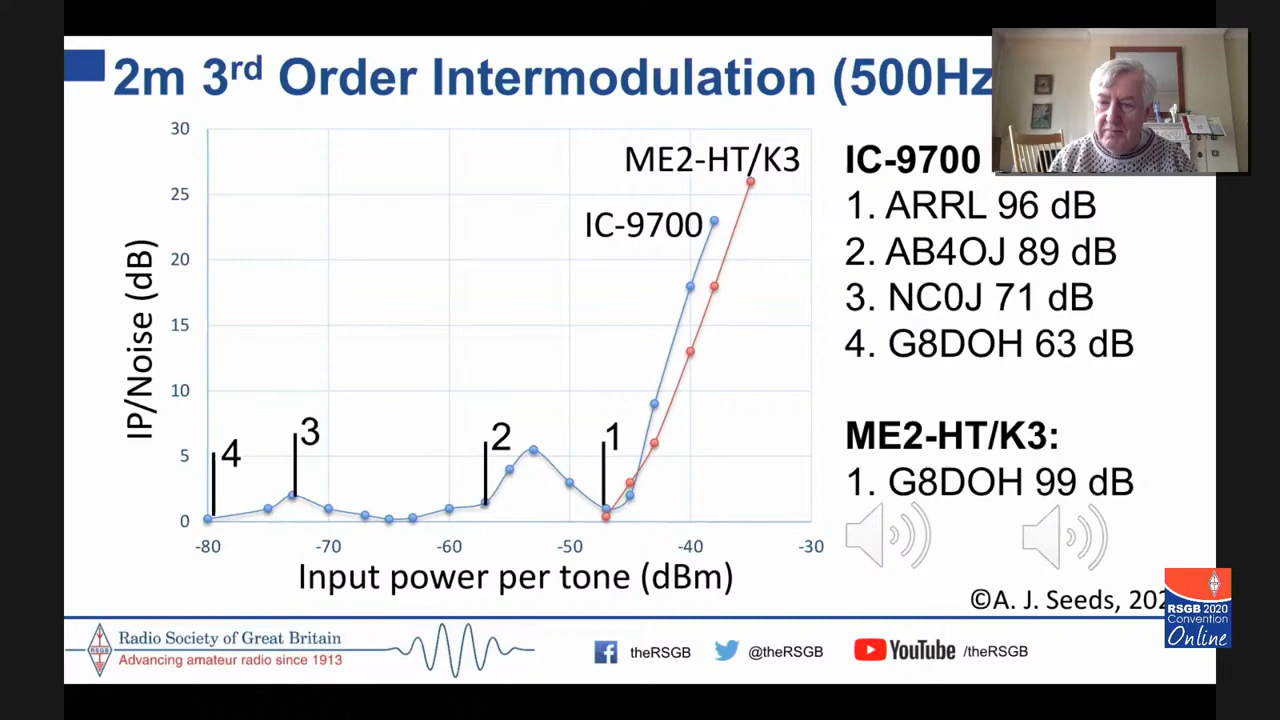 2m 3rd Order Intermodulation (500Hz
30
25
20
15
10
5
0
IP/Noise (dB)
ME2-HT/K3
IC-9700
4
3
2
1
-80
-70
-60
-50
-40
-30
Input power per tone (dBm)
IC-9700
1. ARRL 96 dB
2. AB4OJ 89 dB
3. NC0J 71 dB
4. G8DOH 63 dB
ME2-HT/K3:
1. G8DOH 99 dB
©A. J. Seeds, 202
RSGB 2020
Convention
Online
RSGB
Radio Society of Great Britain
Advancing amateur radio since 1913
theRSGB
@theRSGB
YouTube /theRSGB